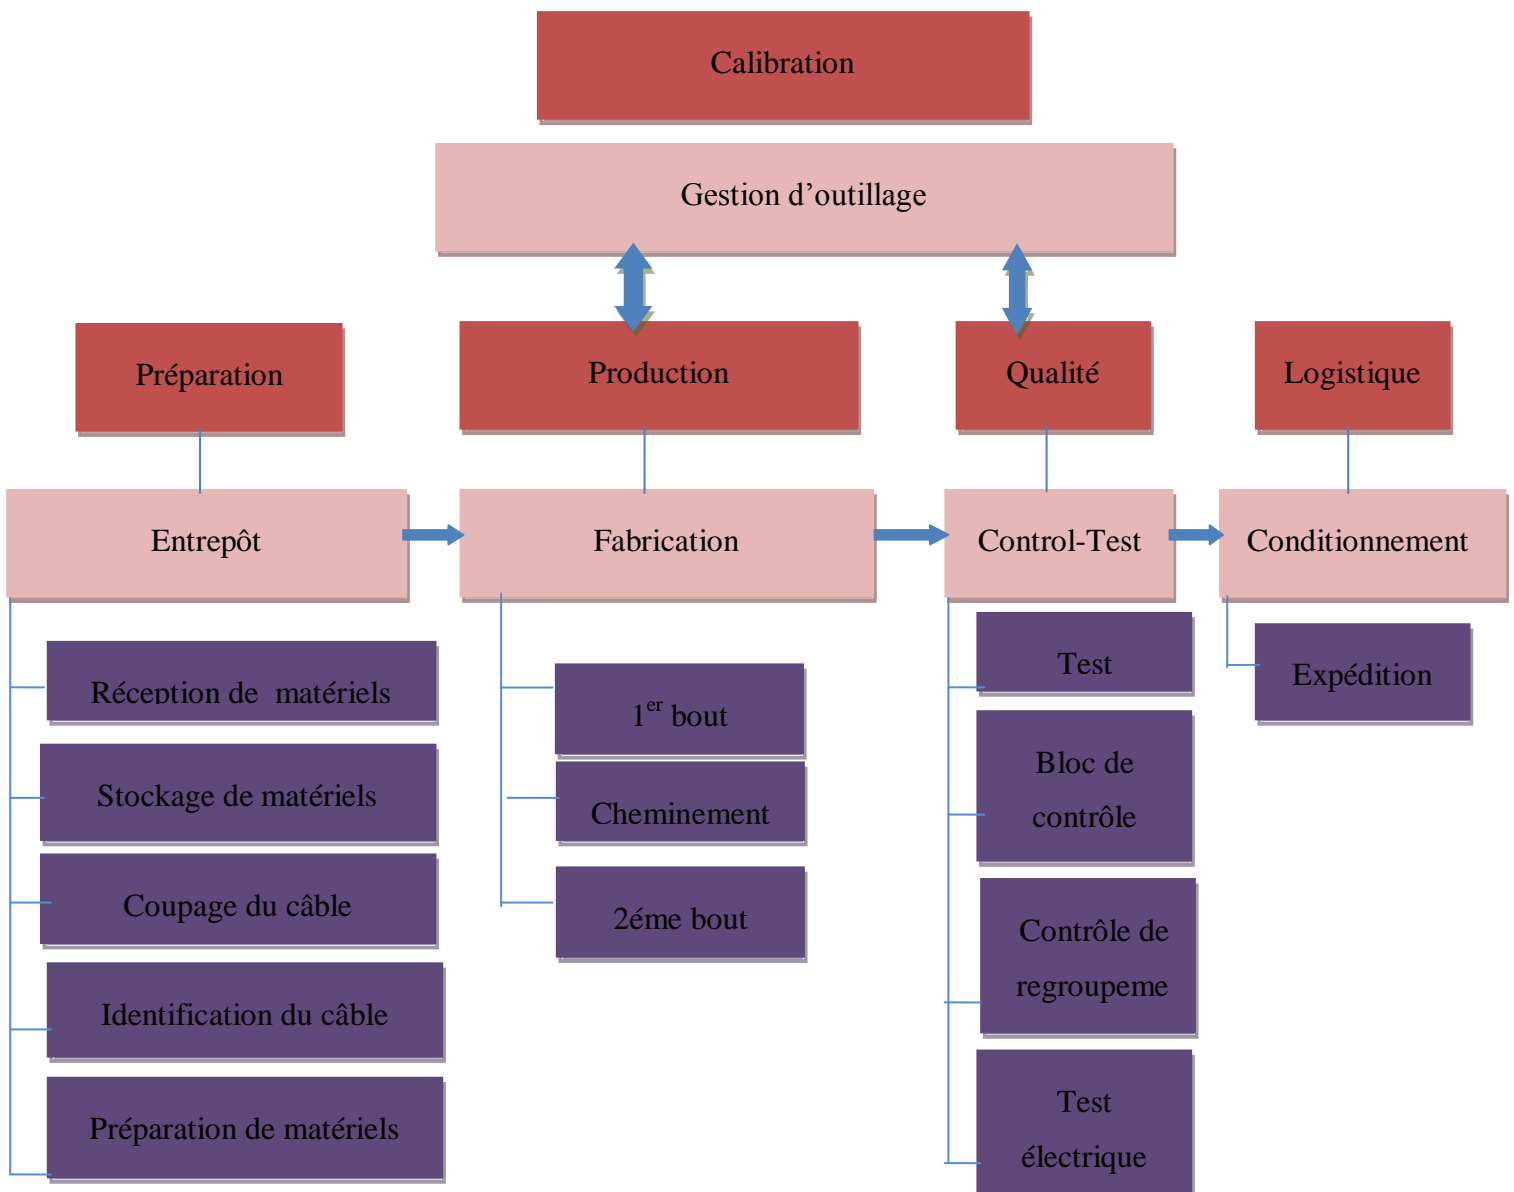 Calibration
Gestion d’outillage
Préparation
Production
Qualité
Logistique
Entrepôt
Fabrication
Control-Test
Conditionnement
Réception de matériels
Stockage de matériels
Coupage du câble
Identification du câble
Préparation de matériels
1er bout
Cheminement
2éme bout
Test
Bloc de
contrôle
Contrôle de
regroupeme
Test
électrique
Expédition